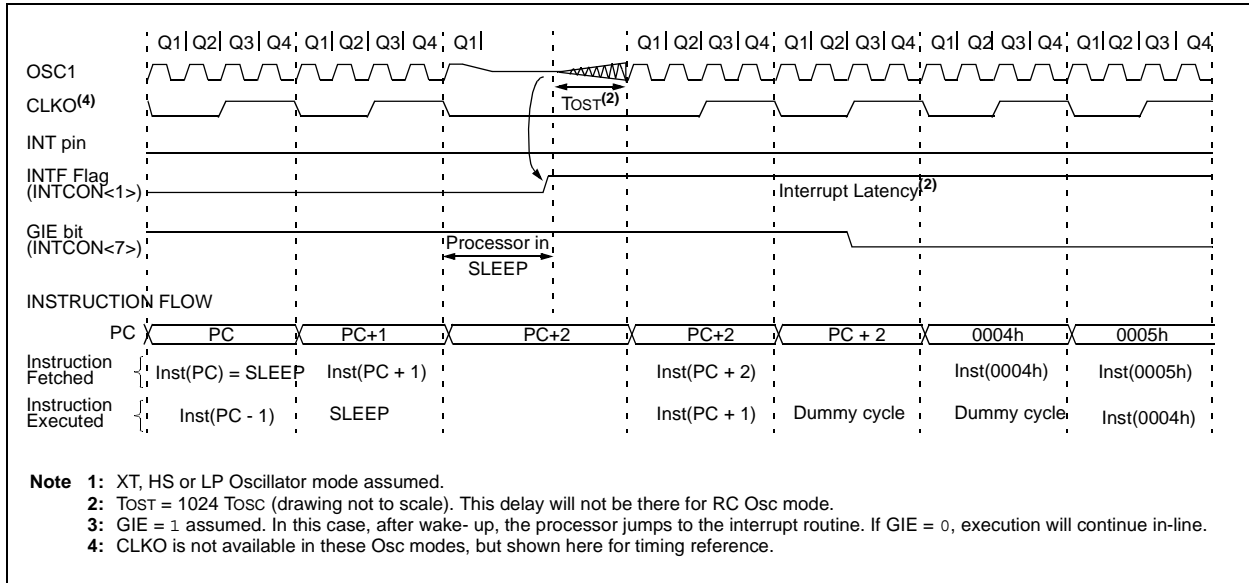 Q1 Q2 Q3 Q4 Q1 Q2 Q3 Q4 Q1 Q1 Q2 Q3 Q4 Q1 Q2 Q3 Q4 Q1 Q2 Q3 Q4 Q1 Q2 Q3 Q4
OSC1
CLKO(4)
TOST(2)
INT pin
INTF Flag
(INTCON<1>)
Interrupt Latency(2)
GIE bit
(INTCON<7>)
Processor in
SLEEP
INSTRUCTION FLOW
PC PC PC+1 PC+2 PC+2 PC + 2 0004h 0005h
Instruction
Fetched
Inst(PC) = SLEEP Inst(PC + 1) Inst(PC + 2) Inst(0004h) Inst(0005h)
Instruction
Executed
Inst(PC - 1) SLEEP Inst(PC + 1) Dummy cycle Dummy cycle Inst(0004h)
Note 1: XT, HS or LP Oscillator mode assumed.
2: TOST = 1024 TOSC (drawing not to scale). This delay will not be there for RC Osc mode.
3: GIE = 1 assumed. In this case, after wake- up, the processor jumps to the interrupt routine. If GIE = 0, execution will continue in-line.
4: CLKO is not available in these Osc modes, but shown here for timing reference.